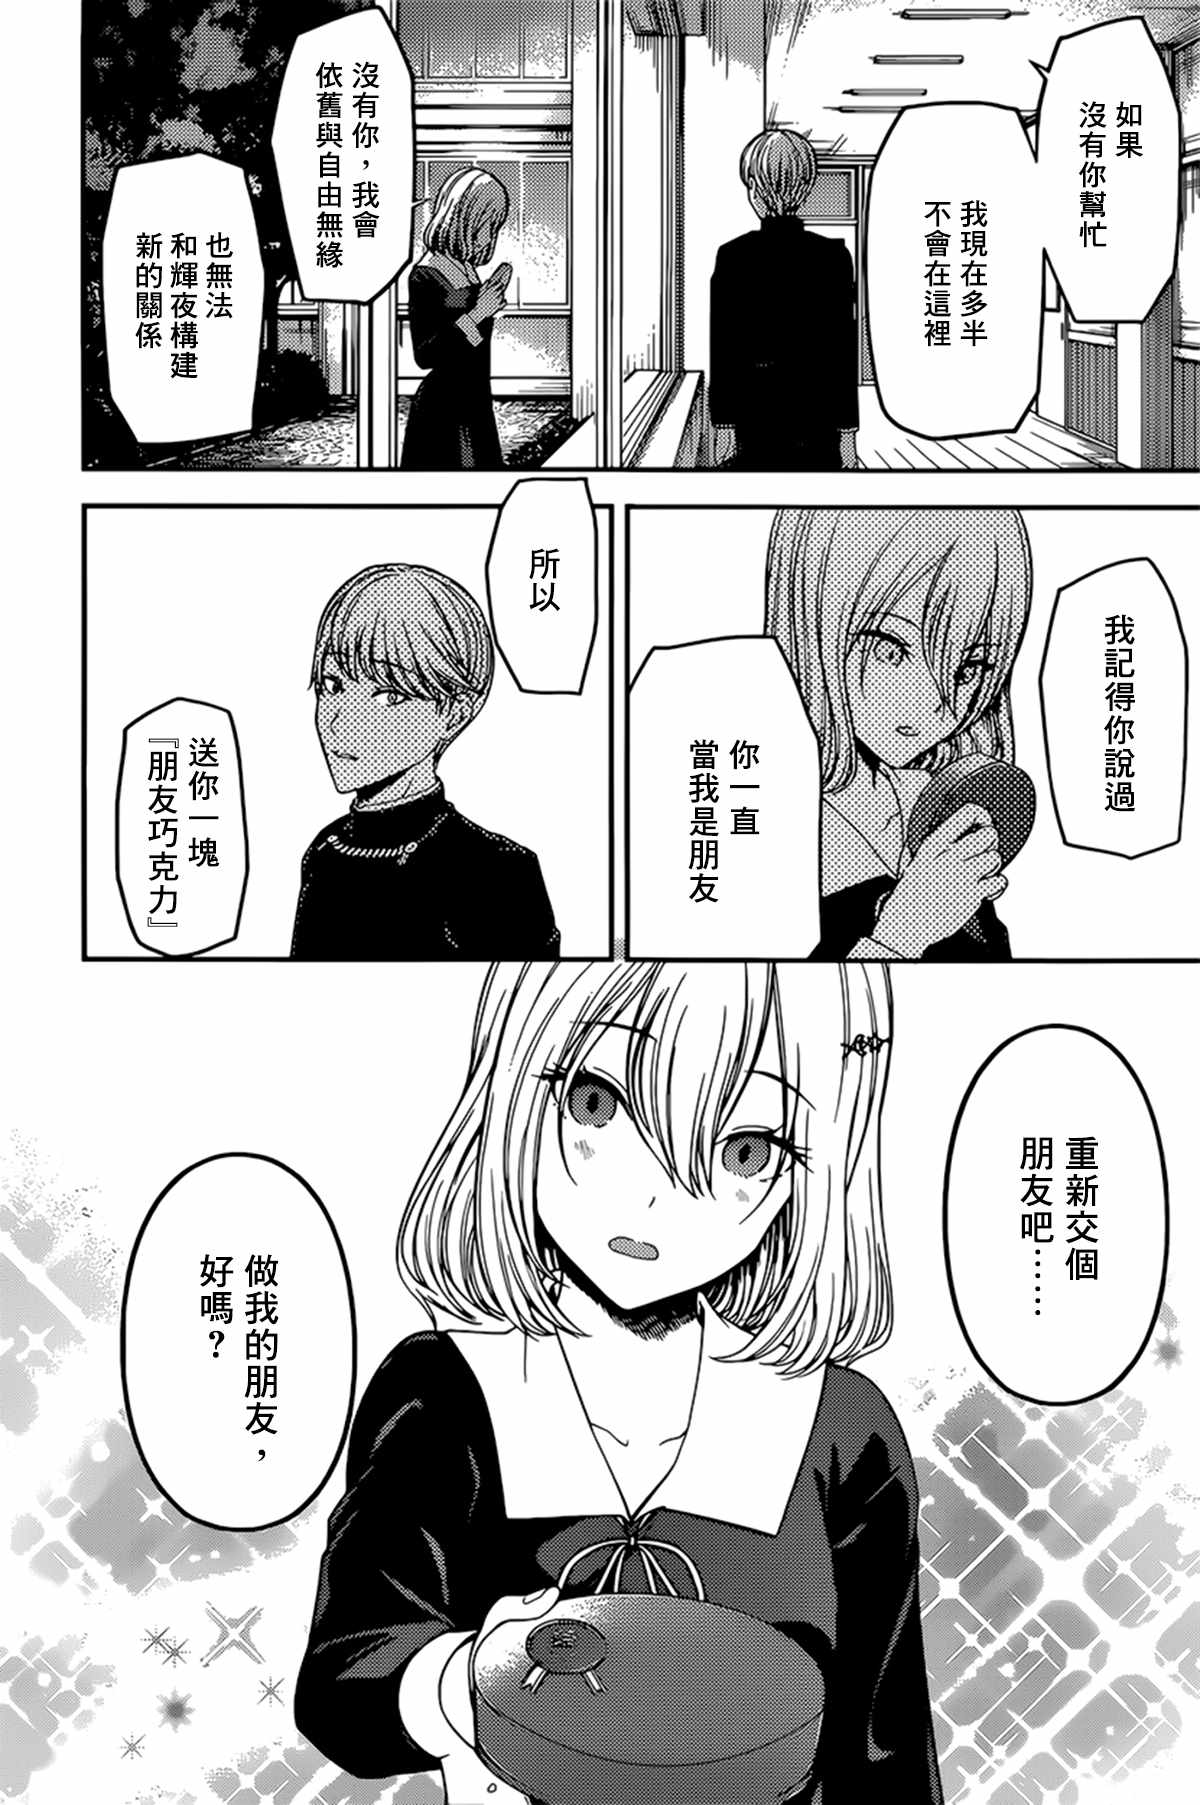 如果
沒有你幫忙
我現在多半
不會在這裡
沒有你，我會
依舊與自由無緣
也無法
和輝夜構建
新的關係
我記得你說過
你一直
當我是朋友
所以
送你一塊
『朋友巧克力』
重新交個
朋友吧……
做我的朋友，
好嗎？